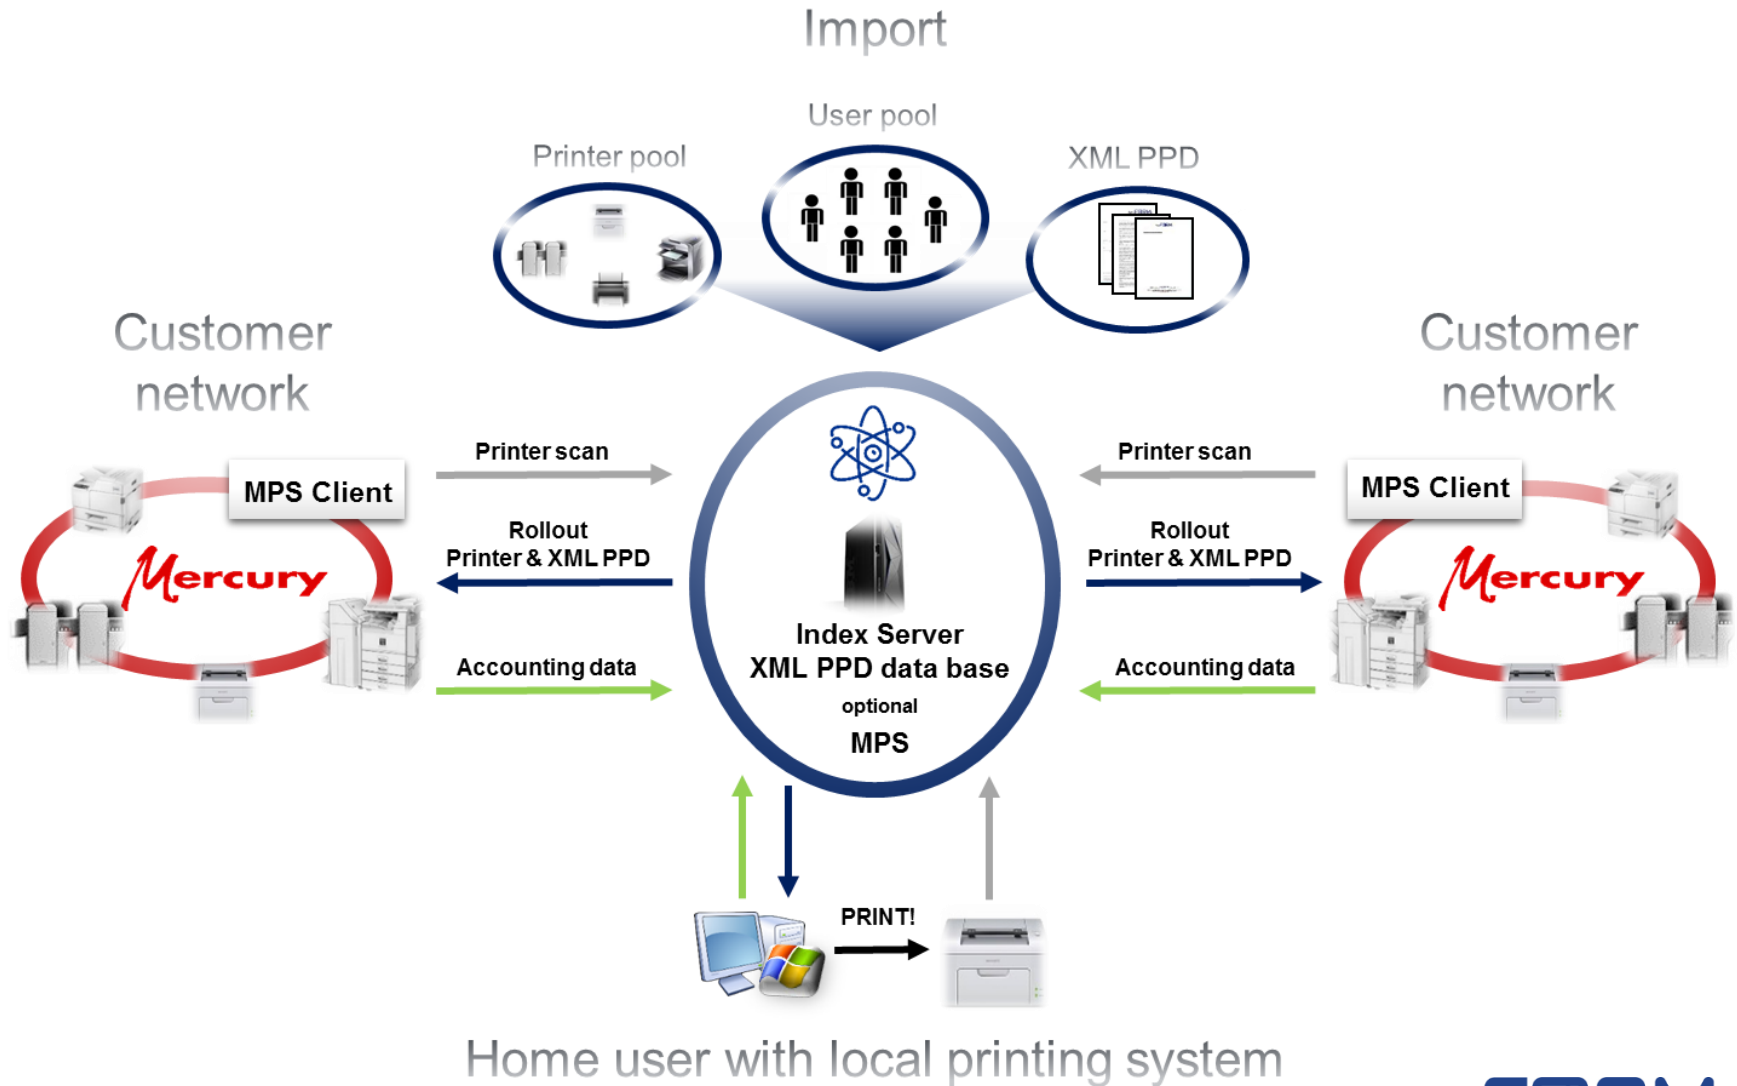 Import
User pool
Printer pool
XML PPD
Customer
network
Customer
network
Printer scan
Printer scan
MPS Client
MPS Client
Rollout
Printer & XML PPD
Rollout
Printer & XML PPD
Mercury
Mercury
Index Server
XML PPD data base
optional
MPS
Accounting data
Accounting data
PRINT!
Home user with local printing system